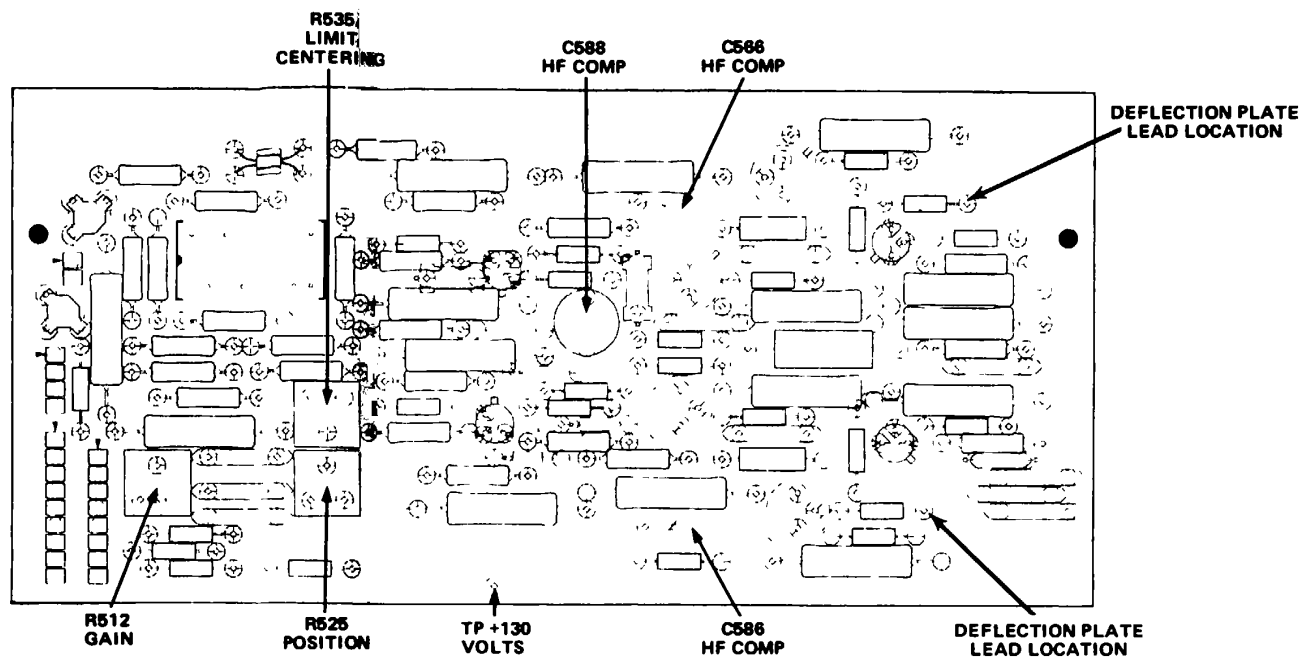 R535
LIMIT
CENTERING
C588
HF COMP
C566
HF COMP
DEFLECTION PLATE
LEAD LOCATION
R512
GAIN
R525
POSITION
TP +130
VOLTS
C586
HF COMP
DEFLECTION PLATE
LEAD LOCATION